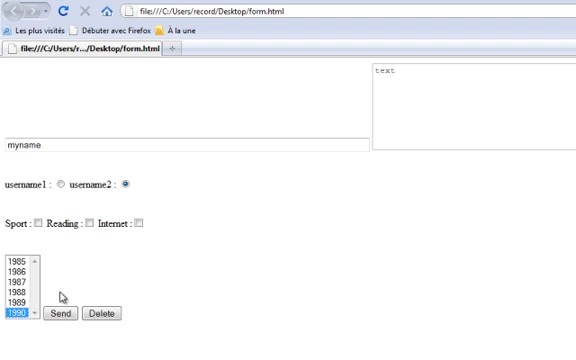 file:///C:/Users/record/Desktop/form.html
Les plus visités Débuter avec Firefox À la une
file:///C:/Users/r.../Desktop/form.html
text
myname
username1 : username2 :
Sport : Reading : Internet :
1985
1986
1987
1988
1989
1990 Send Delete